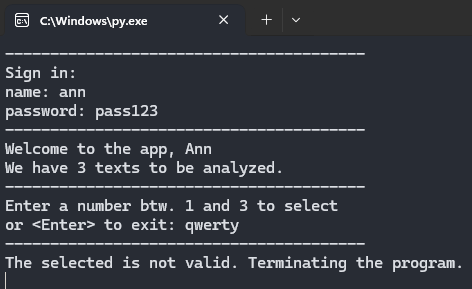 C:\Windows\py.exe
----------------------------------------
Sign in:
name: ann
password: pass123
----------------------------------------
Welcome to the app, Ann
We have 3 texts to be analyzed.
----------------------------------------
Enter a number btw. 1 and 3 to select
or <Enter> to exit: qwerty
----------------------------------------
The selected is not valid. Terminating the program.